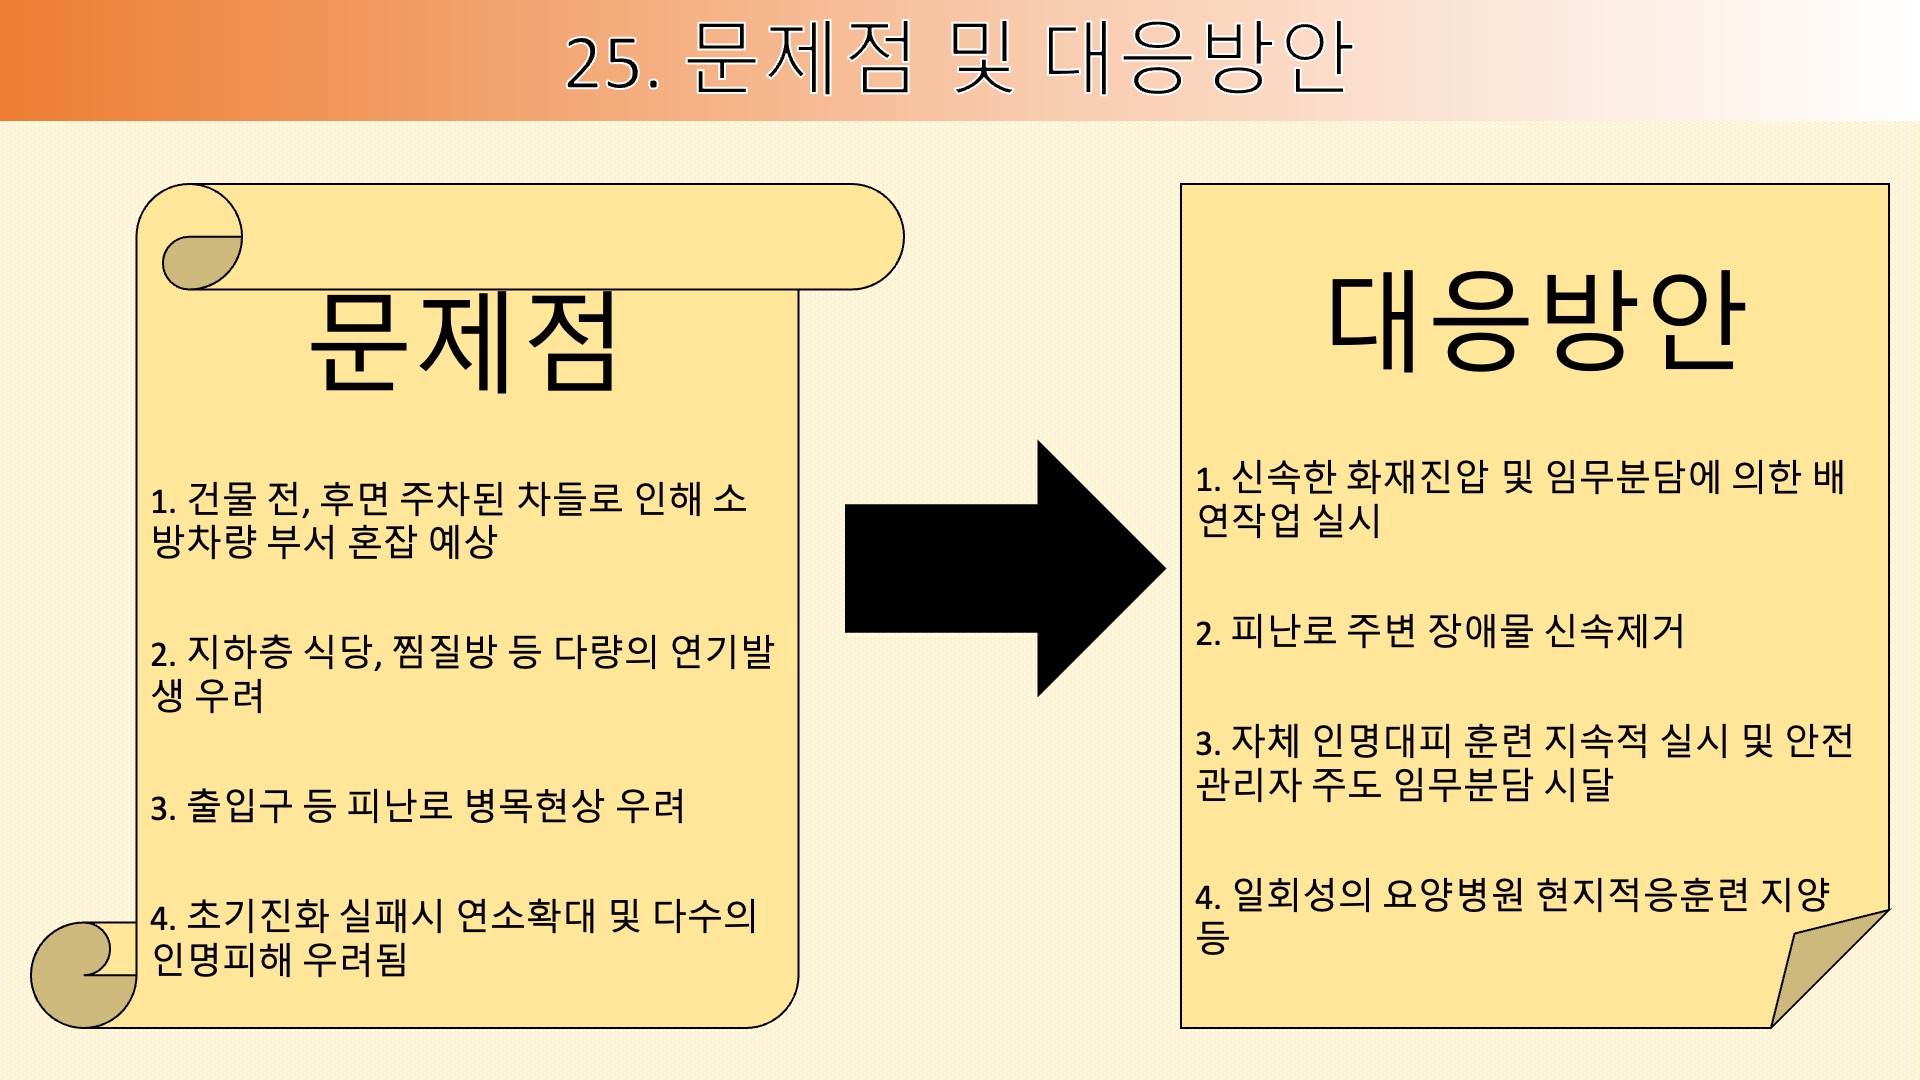 25. 문제점 및 대응방안
문제점
1. 건물 전, 후면 주차된 차들로 인해 소
방차량 부서 혼잡 예상
2. 지하층 식당, 찜질방 등 다량의 연기발
생 우려
3. 출입구 등 피난로 병목현상 우려
4. 초기진화 실패시 연소확대 및 다수의
인명피해 우려됨
대응방안
1. 신속한 화재진압 및 임무분담에 의한 배
연작업 실시
2. 피난로 주변 장애물 신속제거
3. 자체 인명대피 훈련 지속적 실시 및 안전
관리자 주도 임무분담 시달
4. 일회성의 요양병원 현지적응훈련 지양
등